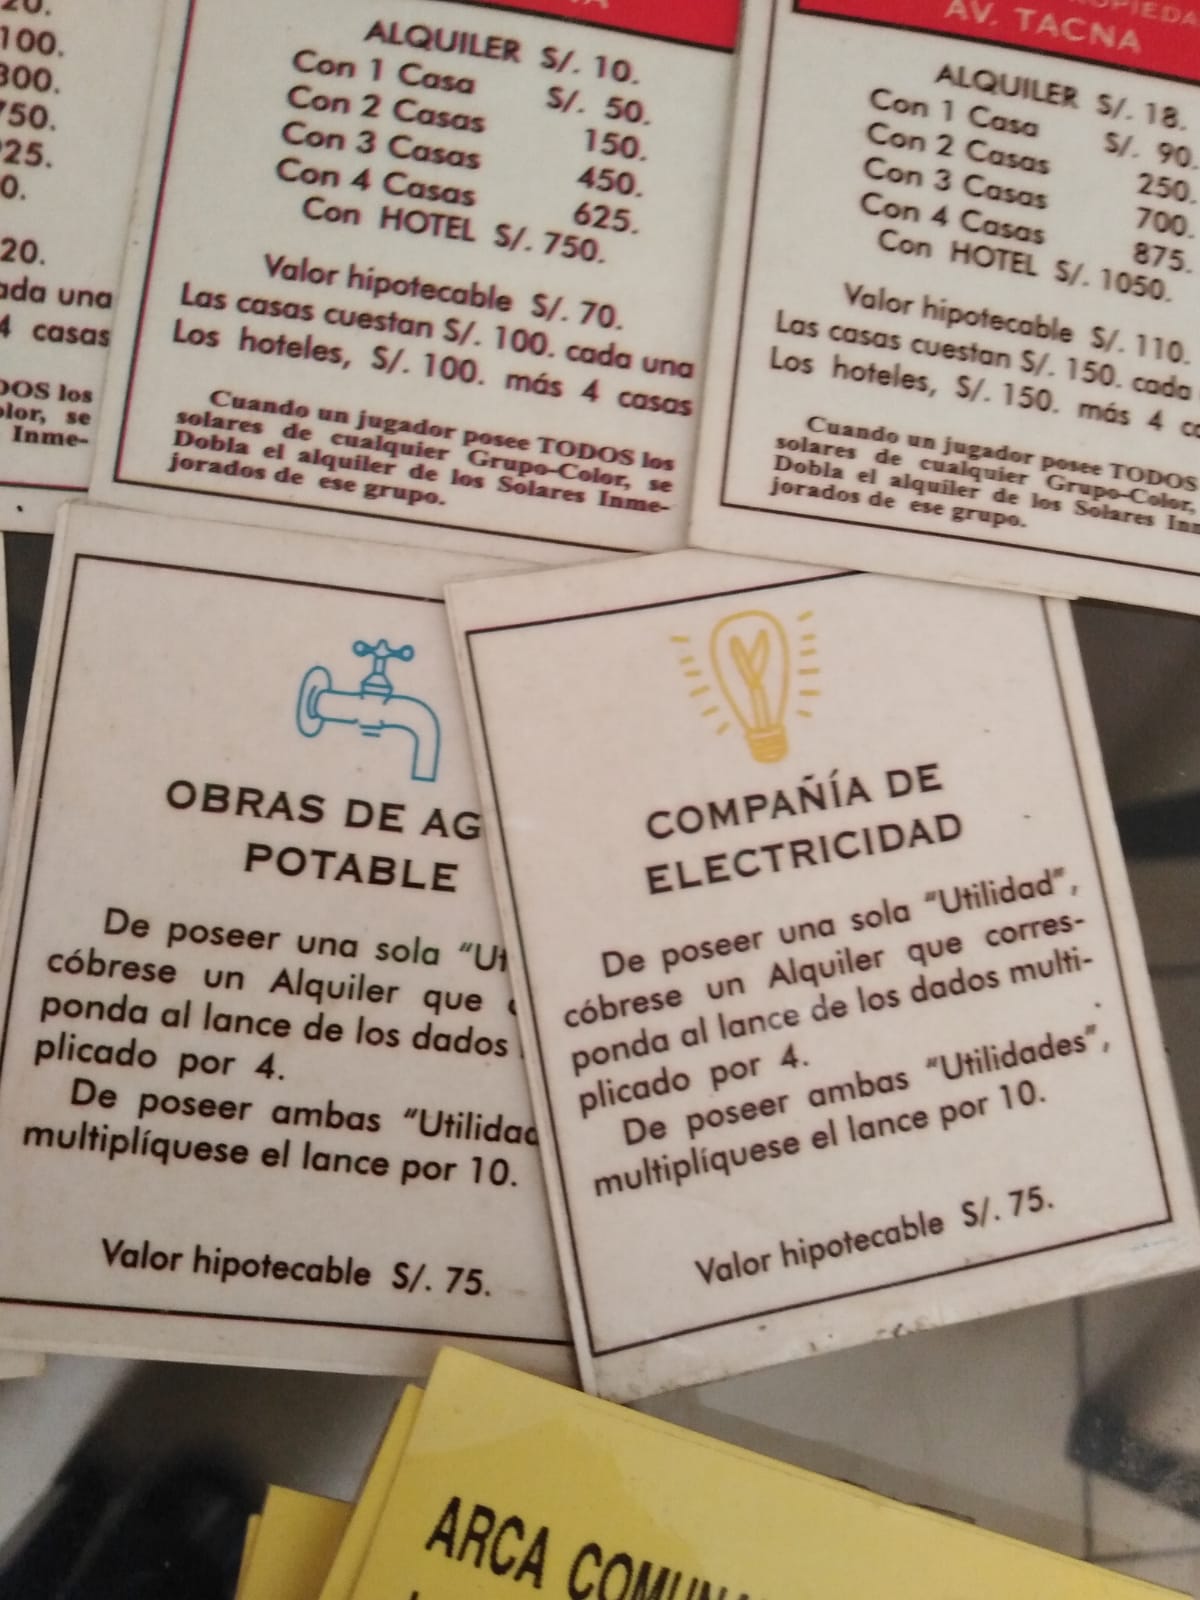 100.
300.
750.
0.
20.
4 casas
ALQUILER S/. 10.
Con 1 Casa S/. 50.
Con 2 Casas 150.
Con 3 Casas 450.
Con 4 Casas 625.
Con HOTEL S/. 750.
Valor hipotecable S/. 70.
Las casas cuestan S/. 100. cada una
Los hoteles, S/. 100. más 4 casas
Cuando un jugador posee TODOS los
solares de cualquier Grupo-Color, se
Dobla el alquiler de los Solares Inme-
jorados de ese grupo.
AV. TACNA
ALQUILER S/. 18.
Con 1 Casa S/. 90.
Con 2 Casas 250.
Con 3 Casas 700.
Con 4 Casas 875.
Con HOTEL S/. 1050.
Valor hipotecable S/. 110.
Las casas cuestan S/. 150. cada
Los hoteles, S/. 150. más 4
Cuando un jugador posee TODOS
solares de cualquier Grupo-Color,
Dobla el alquiler de los Solares
jorados de ese grupo.
OBRAS DE AG
POTABLE
De poseer una sola "Ut
cóbrese un Alquiler que
ponda al lance de los dados
plicado por 4.
De poseer ambas "Utilidad
multiplíquese el lance por 10.
Valor hipotecable S/. 75.
COMPAÑÍA DE
ELECTRICIDAD
De poseer una sola "Utilidad",
cóbrese un Alquiler que corres-
ponda al lance de los dados multi-
plicado por 4.
De poseer ambas "Utilidades",
multiplíquese el lance por 10.
Valor hipotecable S/. 75.
ARCA COMUN